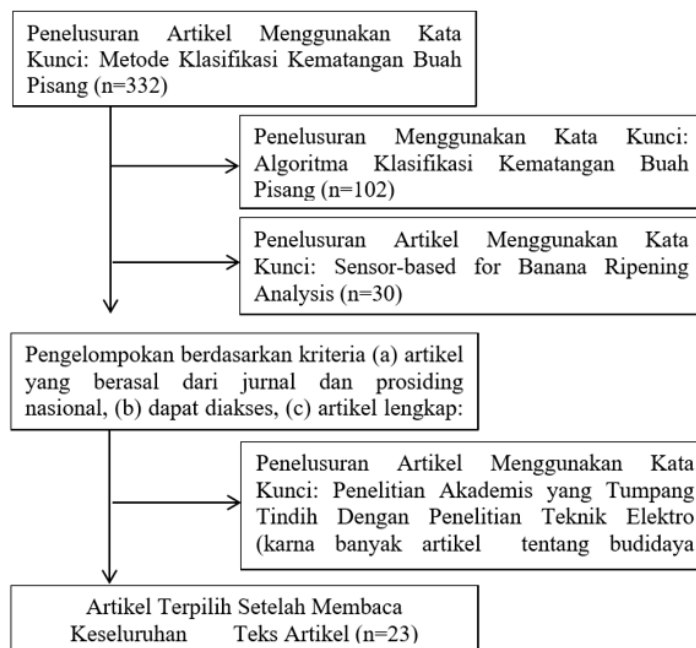 Penelusuran Artikel Menggunakan Kata
Kunci: Metode Klasifikasi Kematangan Buah
Pisang (n=332)
Penelusuran Menggunakan Kata Kunci:
Algoritma Klasifikasi Kematangan Buah
Pisang (n=102)
Penelusuran Artikel Menggunakan Kata
Kunci: Sensor-based for Banana Ripening
Analysis (n=30)
Pengelompokan berdasarkan kriteria (a) artikel
yang berasal dari jurnal dan prosiding
nasional, (b) dapat diakses, (c) artikel lengkap:
Penelusuran Artikel Menggunakan Kata
Kunci: Penelitian Akademis yang Tumpang
Tindih Dengan Penelitian Teknik Elektro
(karna banyak artikel tentang budidaya
Artikel Terpilih Setelah Membaca
Keseluruhan Teks Artikel (n=23)